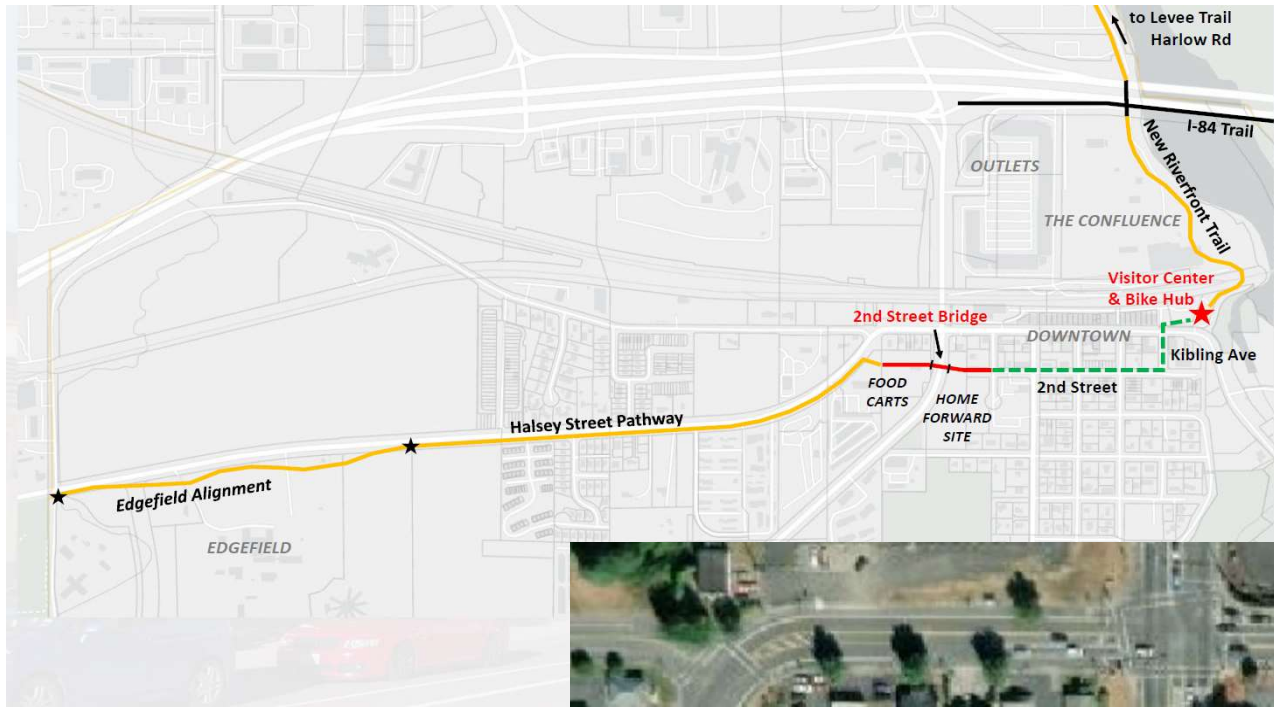 to Levee Trail
Harlow Rd
I-84 Trail
New Riverfront Trail
OUTLETS
THE CONFLUENCE
Visitor Center
& Bike Hub
2nd Street Bridge
DOWNTOWN
Kibling Ave
2nd Street
FOOD
CARTS
HOME
FORWARD
SITE
Halsey Street Pathway
Edgefield Alignment
EDGEFIELD